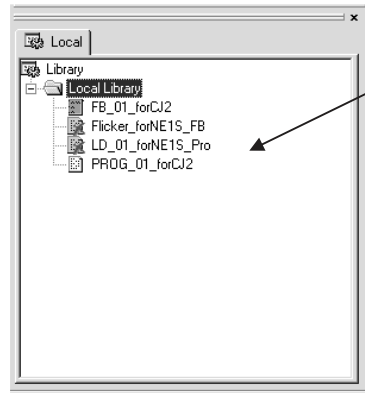 Local
Library
Local Library
FB_01_forCJ2
Flicker_forNE1S_FB
LD_01_forNE1S_Pro
PROG_01_forCJ2